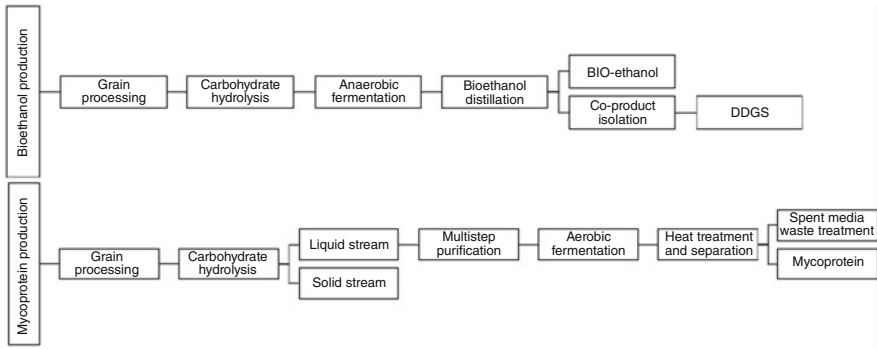 Bioethanol production
Grain
processing
Carbohydrate
hydrolysis
Anaerobic
fermentation
Bioethanol
distillation
BIO-ethanol
Co-product
isolation
DDGS
Mycoprotein production
Grain
processing
Carbohydrate
hydrolysis
Liquid stream
Solid stream
Multistep
purification
Aerobic
fermentation
Heat treatment
and separation
Spent media
waste treatment
Mycoprotein